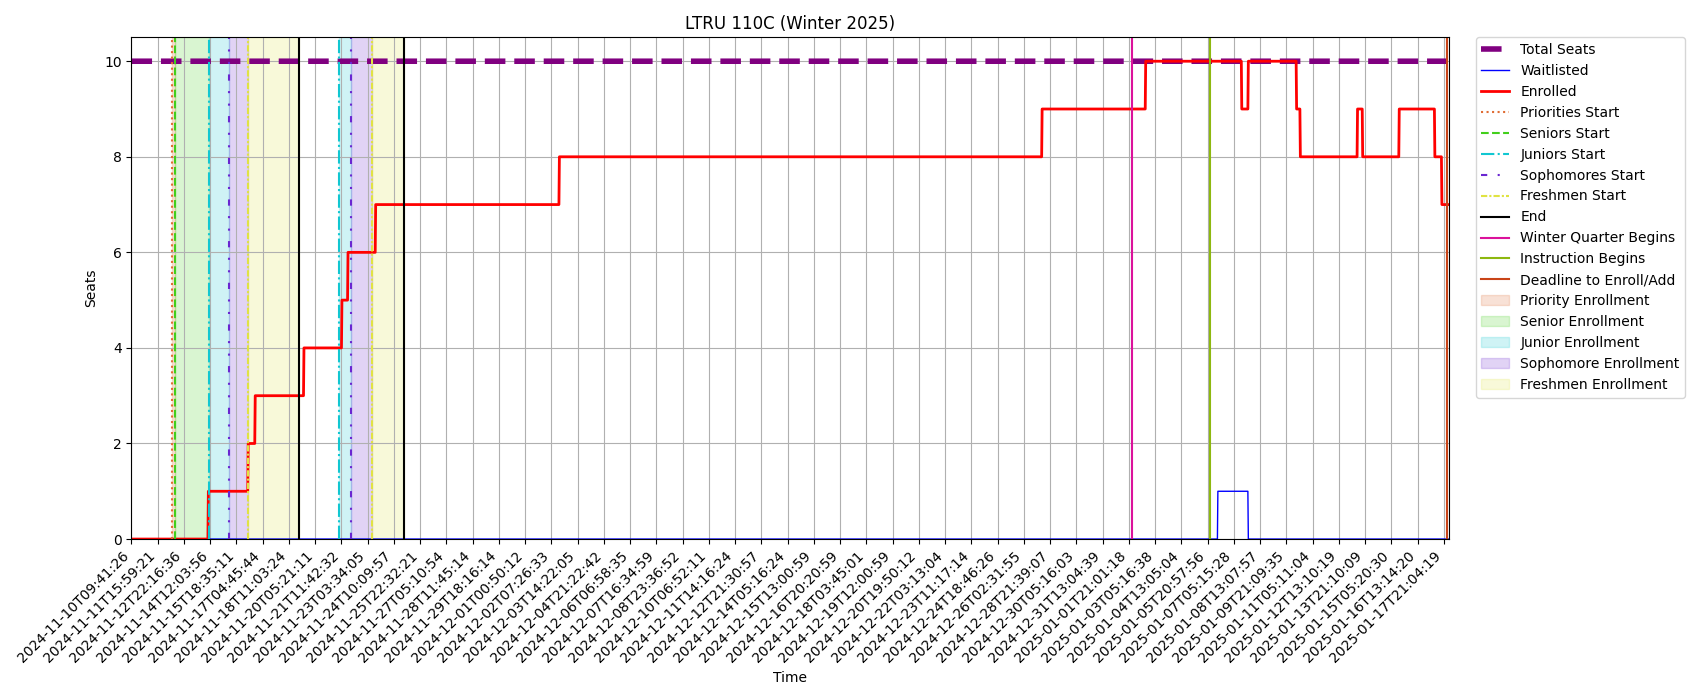 LTRU 110C (Winter 2025)
Seats
10
8
6
4
2
0
2024-11-10T09:41:26
2024-11-11T15:59:21
2024-11-12T22:16:36
2024-11-14T12:03:56
2024-11-15T18:35:11
2024-11-17T04:45:44
2024-11-18T11:03:24
2024-11-20T05:21:11
2024-11-21T11:42:32
2024-11-23T03:34:05
2024-11-24T10:09:57
2024-11-25T22:32:21
2024-11-27T05:10:54
2024-11-28T11:45:14
2024-11-29T18:16:14
2024-12-01T00:50:12
2024-12-02T07:26:33
2024-12-03T14:22:05
2024-12-04T21:22:42
2024-12-06T06:58:35
2024-12-07T16:34:59
2024-12-08T23:36:52
2024-12-10T06:52:11
2024-12-11T14:16:24
2024-12-12T21:30:57
2024-12-14T05:16:24
2024-12-15T13:00:59
2024-12-16T20:20:59
2024-12-18T03:45:01
2024-12-19T12:00:59
2024-12-20T19:50:12
2024-12-22T03:13:04
2024-12-23T11:17:14
2024-12-24T18:46:26
2024-12-26T02:31:55
2024-12-28T21:39:07
2024-12-30T05:16:03
2024-12-31T13:04:39
2025-01-01T21:01:18
2025-01-03T05:16:38
2025-01-04T13:05:04
2025-01-05T20:57:56
2025-01-07T05:15:28
2025-01-08T13:07:57
2025-01-09T21:09:35
2025-01-11T05:11:04
2025-01-12T13:10:19
2025-01-13T21:10:09
2025-01-15T05:20:30
2025-01-16T13:14:20
2025-01-17T21:04:19
Time
Total Seats
Waitlisted
Enrolled
Priorities Start
Seniors Start
Juniors Start
Sophomores Start
Freshmen Start
End
Winter Quarter Begins
Instruction Begins
Deadline to Enroll/Add
Priority Enrollment
Senior Enrollment
Junior Enrollment
Sophomore Enrollment
Freshmen Enrollment